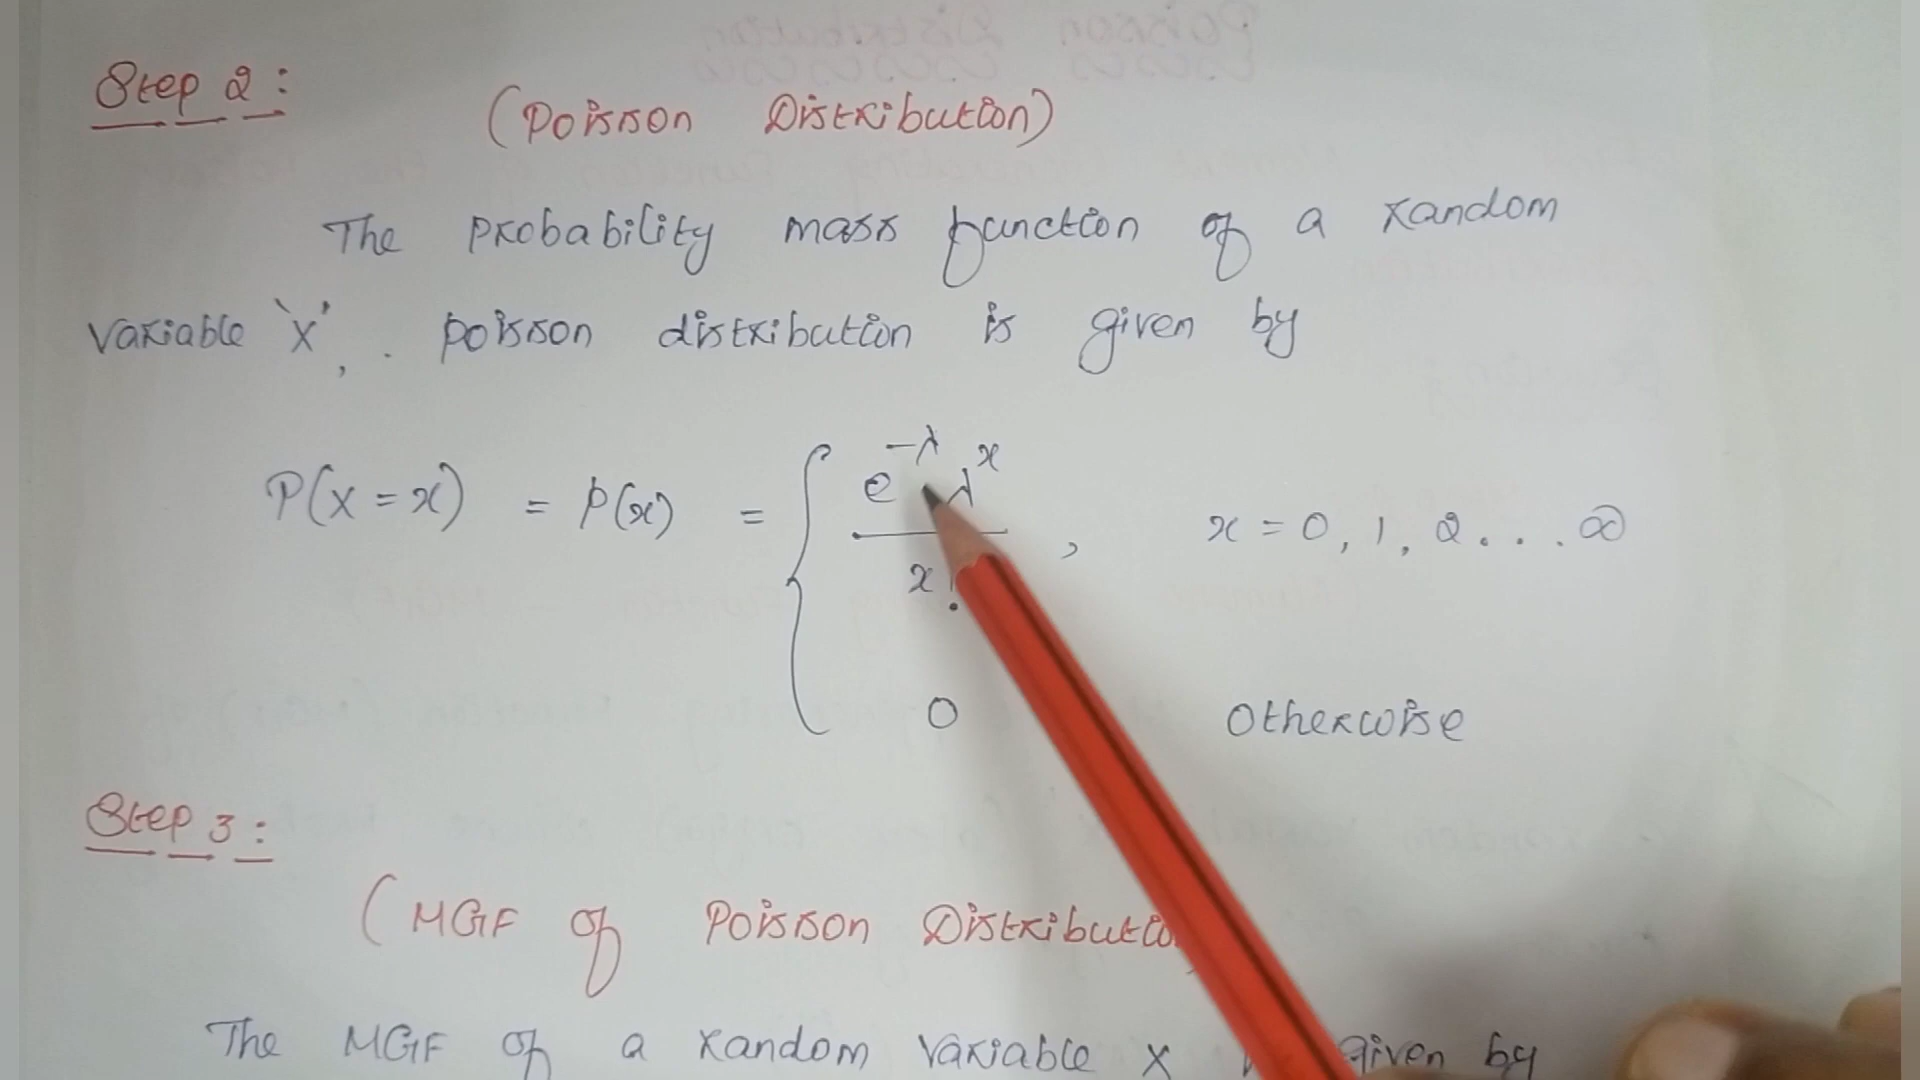 Step 2:
(Poisson Distribution)
The probability mass function of a random
variable 'X', . poisson distribution is given by
P(X = x) = p(x) = { e^{-λ} λ^x / x! , x = 0, 1, 2 . . . ∞
0 Otherwise
Step 3:
(MGF of Poisson Distributio
The MGF of a random variable X given by